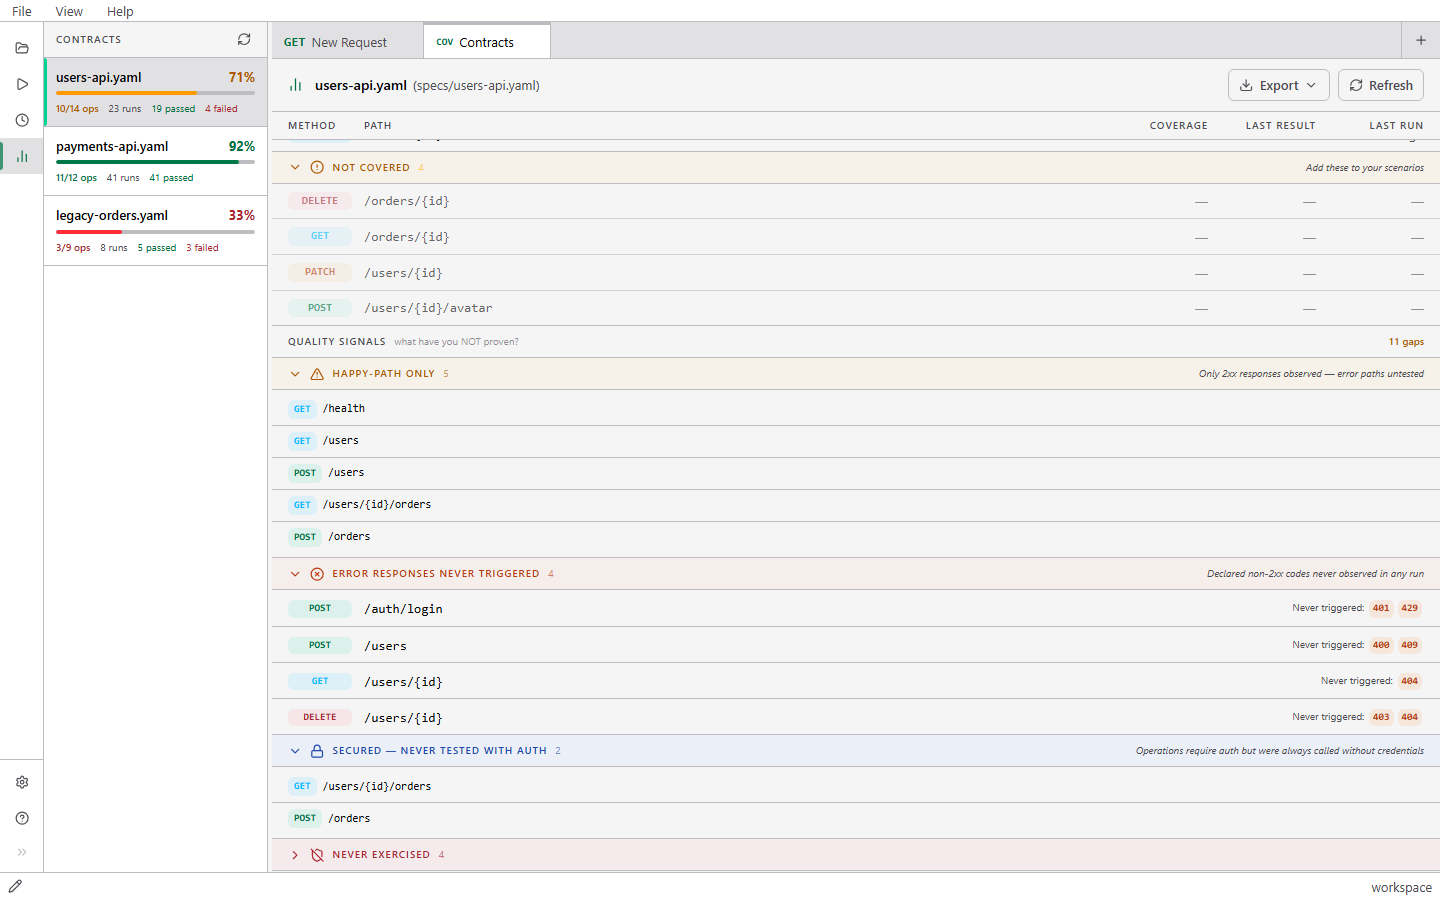 File View Help
CONTRACTS
users-api.yaml 71%
10/14 ops 23 runs 19 passed 4 failed
payments-api.yaml 92%
11/12 ops 41 runs 41 passed
legacy-orders.yaml 33%
3/9 ops 8 runs 5 passed 3 failed
GET New Request
COV Contracts
users-api.yaml (specs/users-api.yaml)
Export
Refresh
METHOD PATH COVERAGE LAST RESULT LAST RUN
NOT COVERED 4 Add these to your scenarios
DELETE /orders/{id} — — —
GET /orders/{id} — — —
PATCH /users/{id} — — —
POST /users/{id}/avatar — — —
QUALITY SIGNALS what have you NOT proven? 11 gaps
HAPPY-PATH ONLY 5 Only 2xx responses observed — error paths untested
GET /health
GET /users
POST /users
GET /users/{id}/orders
POST /orders
ERROR RESPONSES NEVER TRIGGERED 4 Declared non-2xx codes never observed in any run
POST /auth/login Never triggered: 401 429
POST /users Never triggered: 400 409
GET /users/{id} Never triggered: 404
DELETE /users/{id} Never triggered: 403 404
SECURED — NEVER TESTED WITH AUTH 2 Operations require auth but were always called without credentials
GET /users/{id}/orders
POST /orders
NEVER EXERCISED 4
workspace